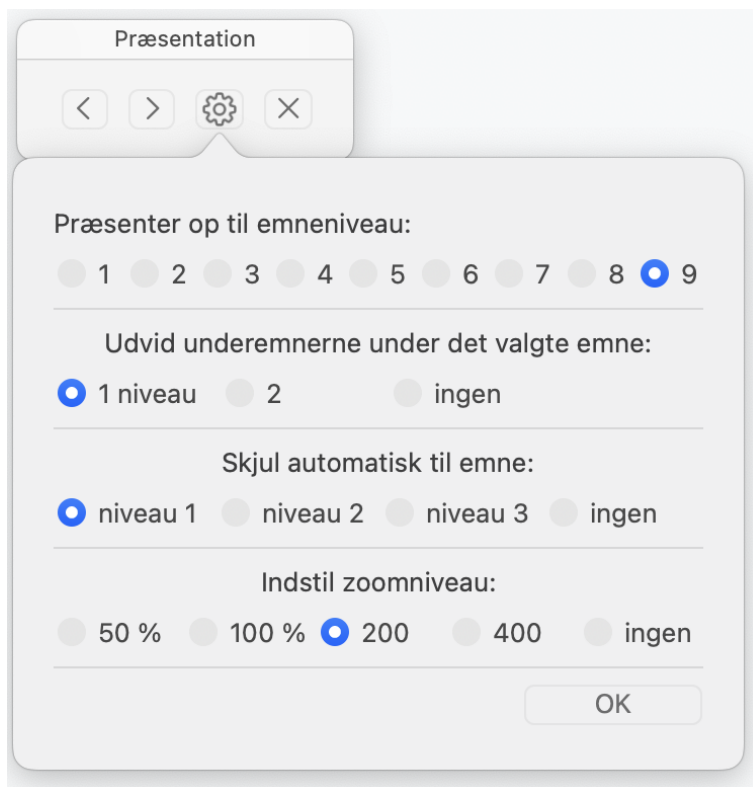 Præsentation
Præsenter op til emneniveau:
1 2 3 4 5 6 7 8 9
Udvid underemnerne under det valgte emne:
1 niveau 2 ingen
Skjul automatisk til emne:
niveau 1 niveau 2 niveau 3 ingen
Indstil zoomniveau:
50 % 100 % 200 400 ingen
OK